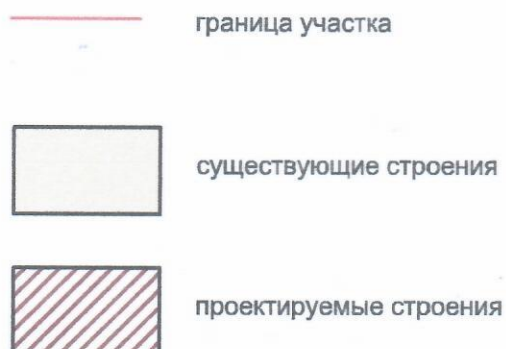 граница участка
существующие строения
проектируемые строения